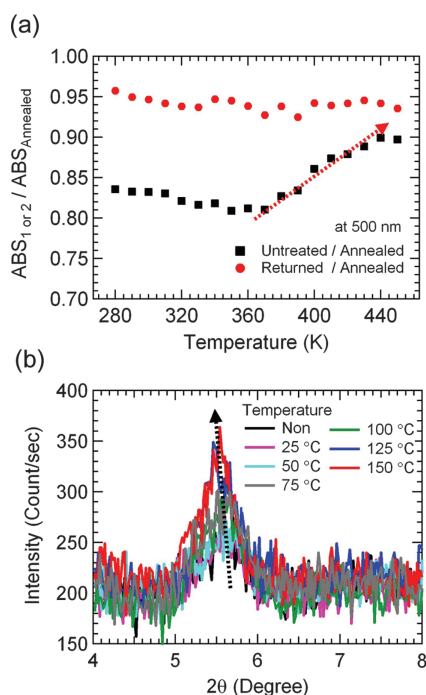 (a)
1.00
0.95
0.90
0.85
0.80
0.75
0.70
ABS1 or 2 / ABSAnnealed
at 500 nm
Untreated / Annealed
Returned / Annealed
280 320 360 400 440
Temperature (K)
(b)
400
350
300
250
200
150
Intensity (Count/sec)
Temperature
Non
25 °C
50 °C
75 °C
100 °C
125 °C
150 °C
4 5 6 7 8
2θ (Degree)